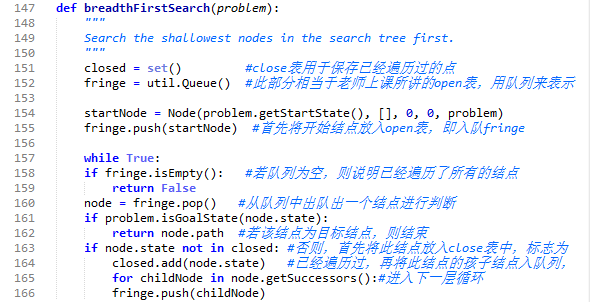 147 def breadthFirstSearch(problem):
148 """
149 Search the shallowest nodes in the search tree first.
150 """
151 closed = set() #close表用于保存已经遍历过的点
152 fringe = util.Queue() #此部分相当于老师上课所讲的open表，用队列来表示
153
154 startNode = Node(problem.getStartState(), [], 0, 0, problem)
155 fringe.push(startNode) #首先将开始结点放入open表，即入队fringe
156
157 while True:
158 if fringe.isEmpty(): #若队列为空，则说明已经遍历了所有的结点
159 return False
160 node = fringe.pop() #从队列中出队出一个结点进行判断
161 if problem.isGoalState(node.state):
162 return node.path #若该结点为目标结点，则结束
163 if node.state not in closed: #否则，首先将此结点放入close表中，标志为
164 closed.add(node.state) #已经遍历过，再将此结点的孩子结点入队列，
165 for childNode in node.getSuccessors():#进入下一层循环
166 fringe.push(childNode)